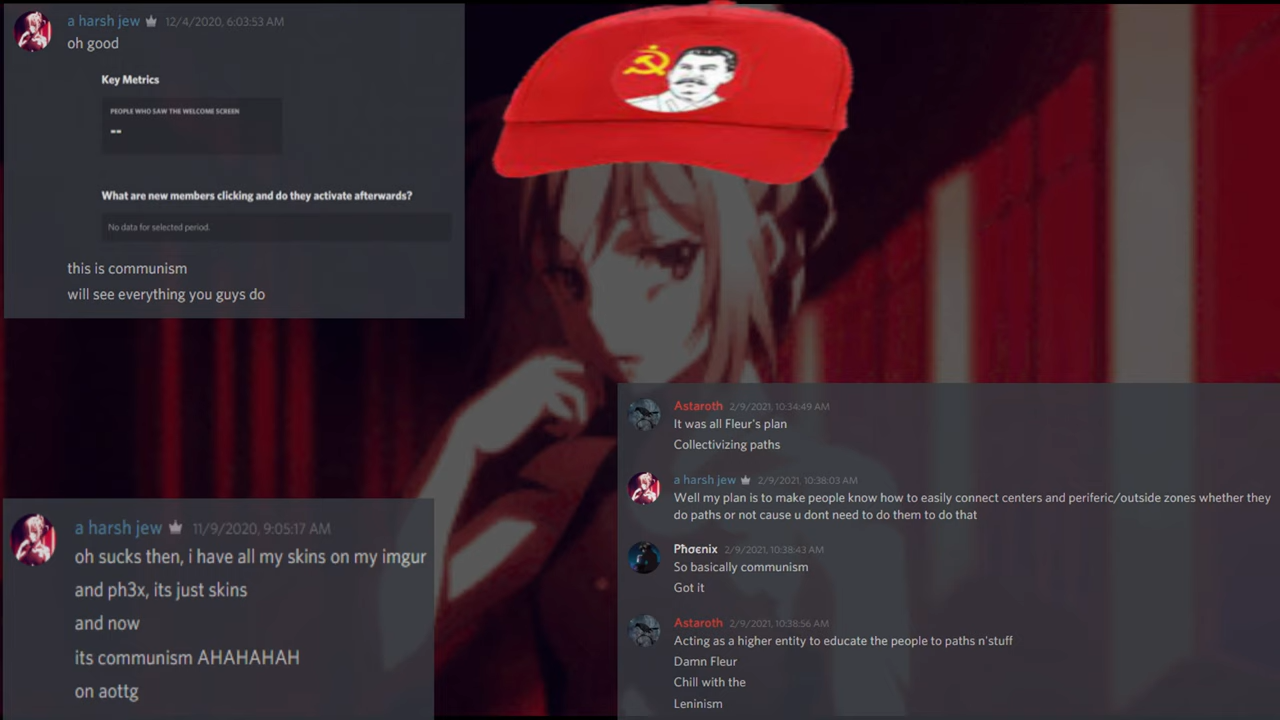 a harsh jew 12/4/2020, 6:03:53 AM
oh good
Key Metrics
PEOPLE WHO SAW THE WELCOME SCREEN
--
What are new members clicking and do they activate afterwards?
No data for selected period.
this is communism
will see everything you guys do
a harsh jew 11/9/2020, 9:05:17 AM
oh sucks then, i have all my skins on my imgur
and ph3x, its just skins
and now
its communism AHAHAHAH
on aottg
Astaroth 2/9/2021, 10:34:49 AM
It was all Fleur's plan
Collectivizing paths
a harsh jew 2/9/2021, 10:38:03 AM
Well my plan is to make people know how to easily connect centers and periferic/outside zones whether they
do paths or not cause u dont need to do them to do that
Pħσєnix 2/9/2021, 10:38:43 AM
So basically communism
Got it
Astaroth 2/9/2021, 10:38:56 AM
Acting as a higher entity to educate the people to paths n'stuff
Damn Fleur
Chill with the
Leninism